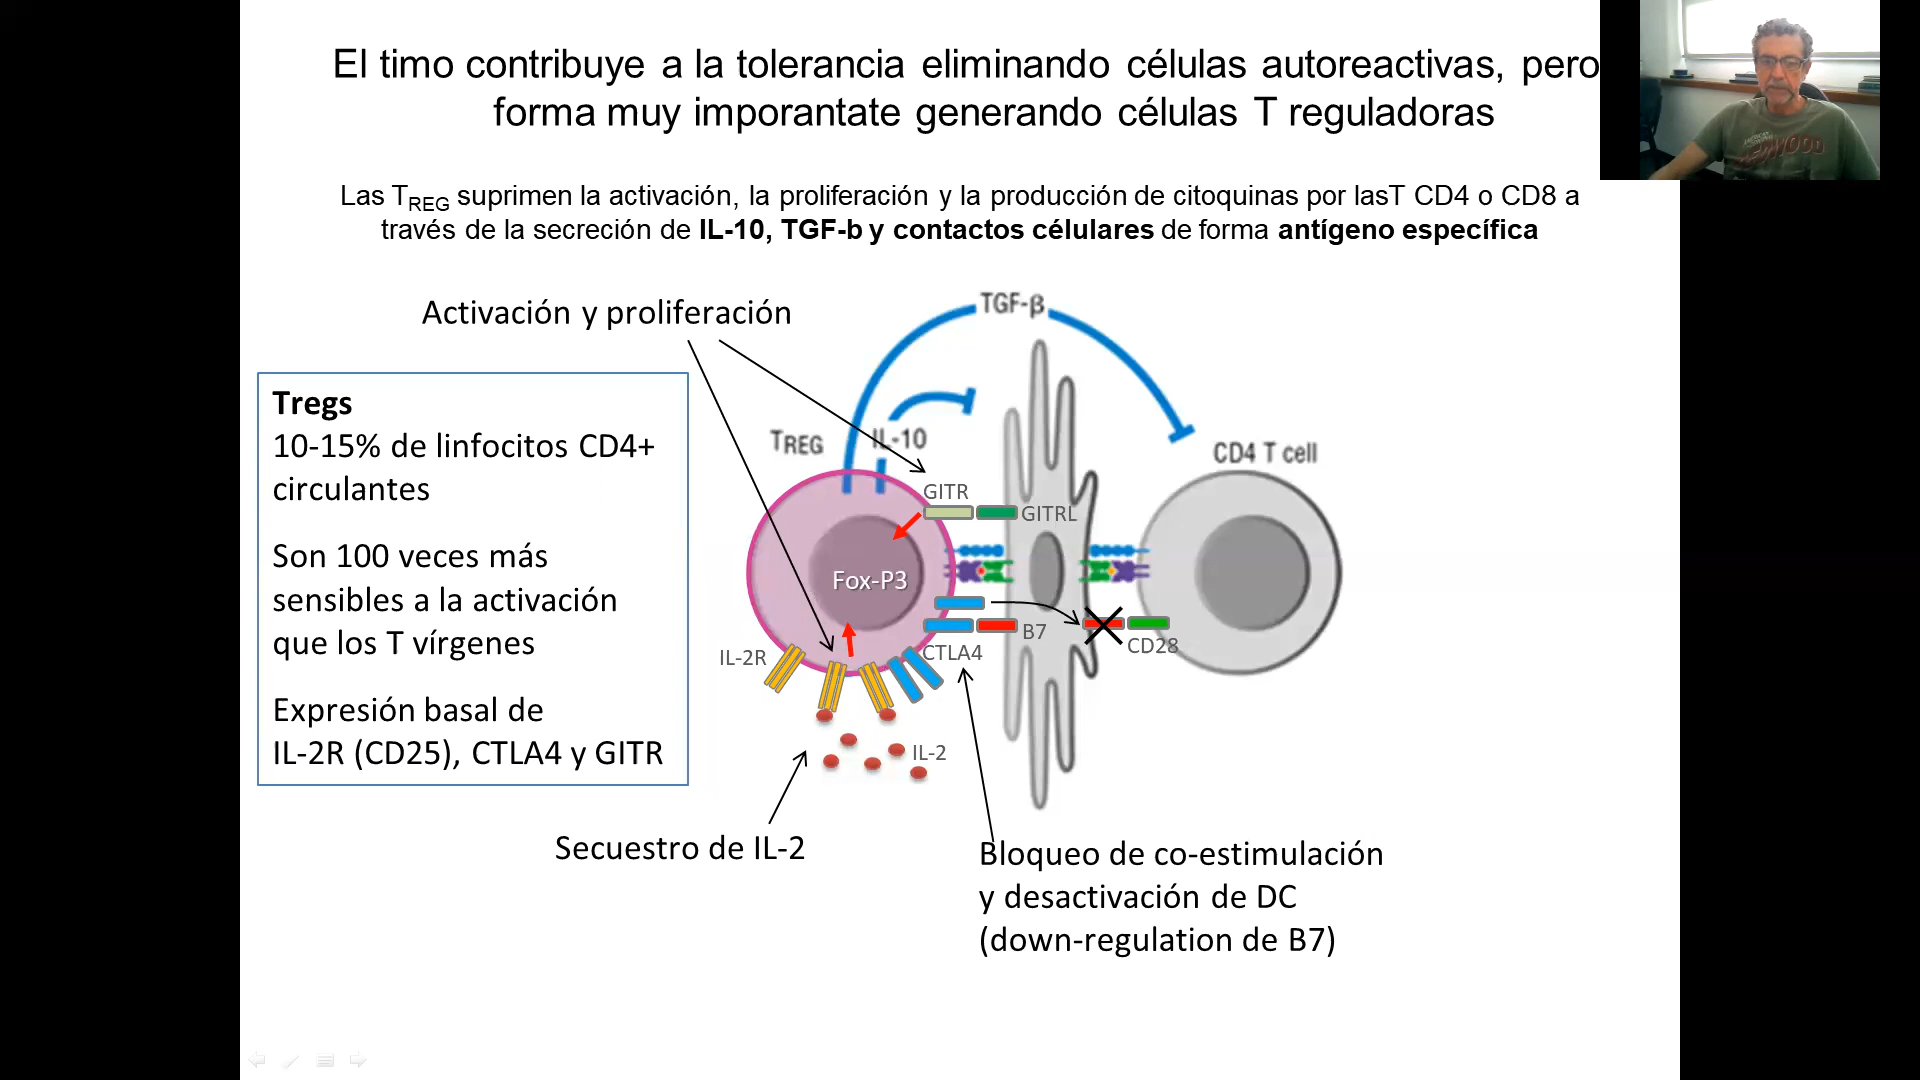 El timo contribuye a la tolerancia eliminando células autoreactivas, pero
forma muy imporantate generando células T reguladoras
Las TREG suprimen la activación, la proliferación y la producción de citoquinas por lasT CD4 o CD8 a
través de la secreción de IL-10, TGF-b y contactos célulares de forma antígeno específica
Activación y proliferación
TGF-β
Tregs
10-15% de linfocitos CD4+
circulantes
Son 100 veces más
sensibles a la activación
que los T vírgenes
Expresión basal de
IL-2R (CD25), CTLA4 y GITR
TREG
IL-10
CD4 T cell
GITR
GITRL
Fox-P3
B7
CD28
CTLA4
IL-2R
IL-2
Secuestro de IL-2
Bloqueo de co-estimulación
y desactivación de DC
(down-regulation de B7)
REDWOOD